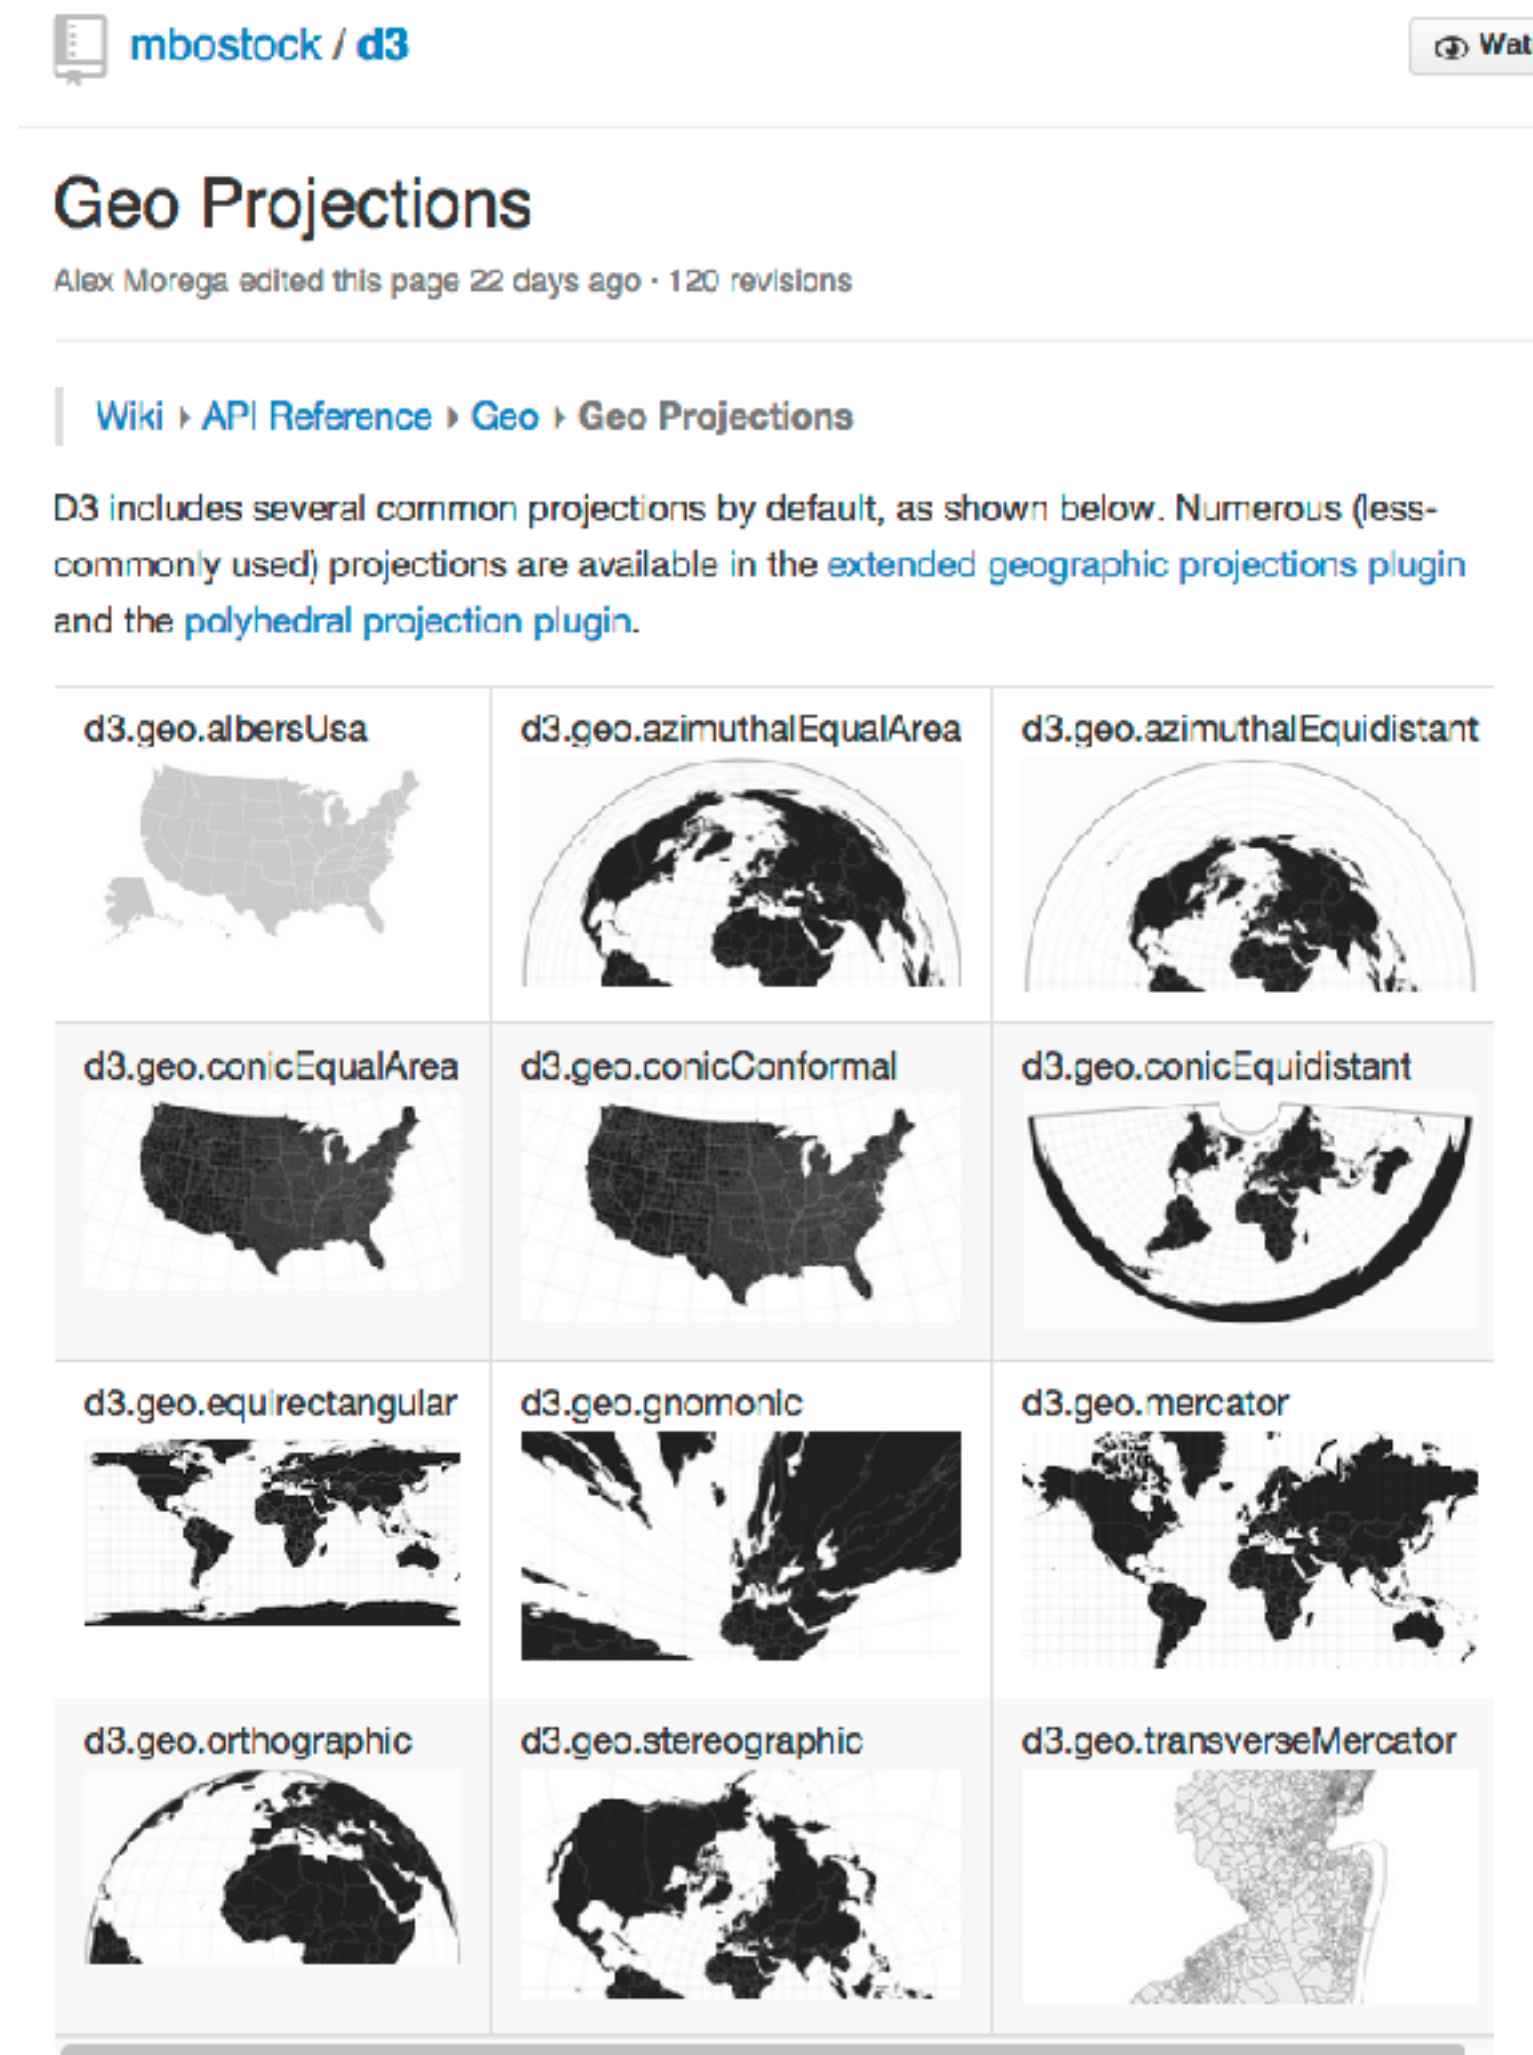 mbostock / d3
Wat
Geo Projections
Alex Morega edited this page 22 days ago · 120 revisions
Wiki ▸ API Reference ▸ Geo ▸ Geo Projections
D3 includes several common projections by default, as shown below. Numerous (less-
commonly used) projections are available in the extended geographic projections plugin
and the polyhedral projection plugin.
d3.geo.albersUsa
d3.geo.azimuthalEqualArea
d3.geo.azimuthalEquidistant
d3.geo.conicEqualArea
d3.geo.conicConformal
d3.geo.conicEquidistant
d3.geo.equirectangular
d3.geo.gnomonic
d3.geo.mercator
d3.geo.orthographic
d3.geo.stereographic
d3.geo.transverseMercator